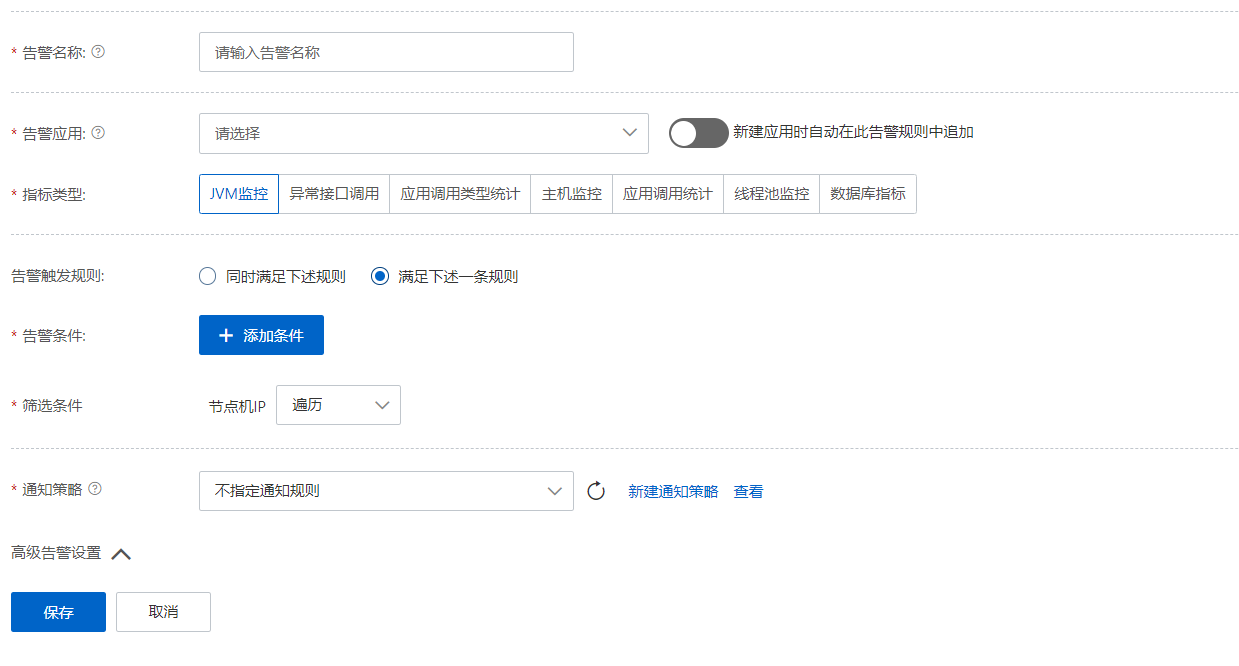 * 告警名称: 请输入告警名称
* 告警应用: 请选择 新建应用时自动在此告警规则中追加
* 指标类型: JVM监控 异常接口调用 应用调用类型统计 主机监控 应用调用统计 线程池监控 数据库指标
告警触发规则: 同时满足下述规则 满足下述一条规则
* 告警条件: + 添加条件
* 筛选条件 节点机IP 遍历
* 通知策略 不指定通知规则 新建通知策略 查看
高级告警设置
保存 取消